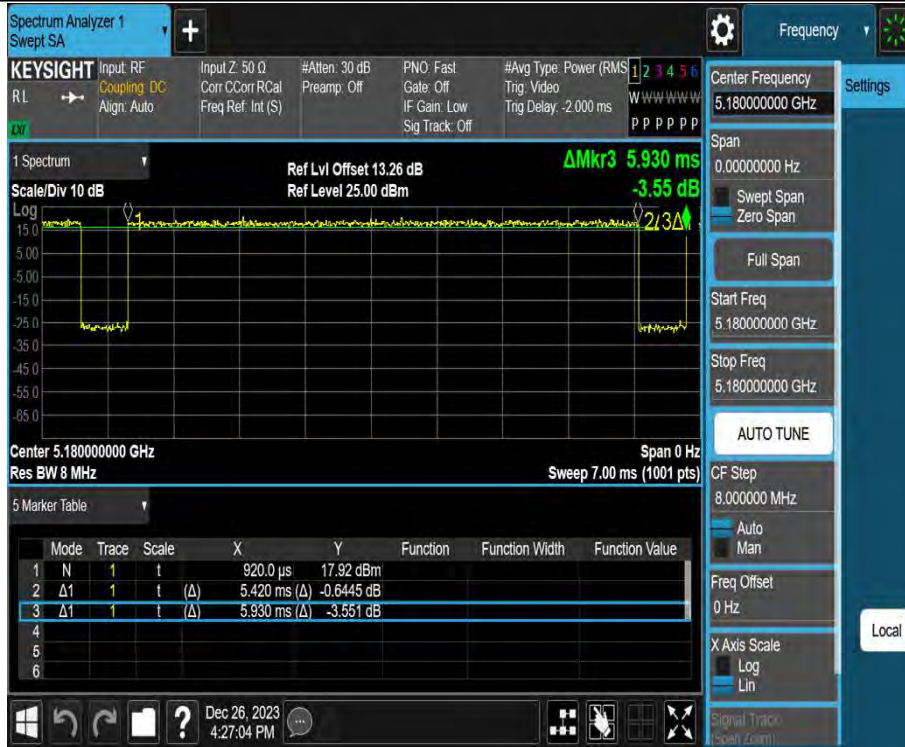 Spectrum Analyzer 1
Swept SA
+
Frequency
KEYSIGHT
RL
LXI
Input: RF
Coupling: DC
Align: Auto
Input Z: 50 Ω
Corr CCorr RCal
Freq Ref: Int (S)
#Atten: 30 dB
Preamp: Off
PNO: Fast
Gate: Off
IF Gain: Low
Sig Track: Off
#Avg Type: Power (RMS
Trig: Video
Trig Delay: -2.000 ms
1 2 3 4 5 6
W W W W W W
P P P P P P
1 Spectrum
Scale/Div 10 dB
Ref Lvl Offset 13.26 dB
Ref Level 25.00 dBm
ΔMkr3 5.930 ms
-3.55 dB
Log
15.0
5.00
-5.00
-15.0
-25.0
-35.0
-45.0
-55.0
-65.0
1
2Δ3Δ
Center 5.180000000 GHz
Res BW 8 MHz
Span 0 Hz
Sweep 7.00 ms (1001 pts)
5 Marker Table
Mode Trace Scale X Y Function Function Width Function Value
1 N 1 t 920.0 µs 17.92 dBm
2 Δ1 1 t (Δ) 5.420 ms (Δ) -0.6445 dB
3 Δ1 1 t (Δ) 5.930 ms (Δ) -3.551 dB
4
5
6
?
Dec 26, 2023
4:27:04 PM
Center Frequency
5.180000000 GHz
Span
0.00000000 Hz
Swept Span
Zero Span
Full Span
Start Freq
5.180000000 GHz
Stop Freq
5.180000000 GHz
AUTO TUNE
CF Step
8.000000 MHz
Auto
Man
Freq Offset
0 Hz
X Axis Scale
Log
Lin
Signal Track
(Span Zoom)
Settings
Local